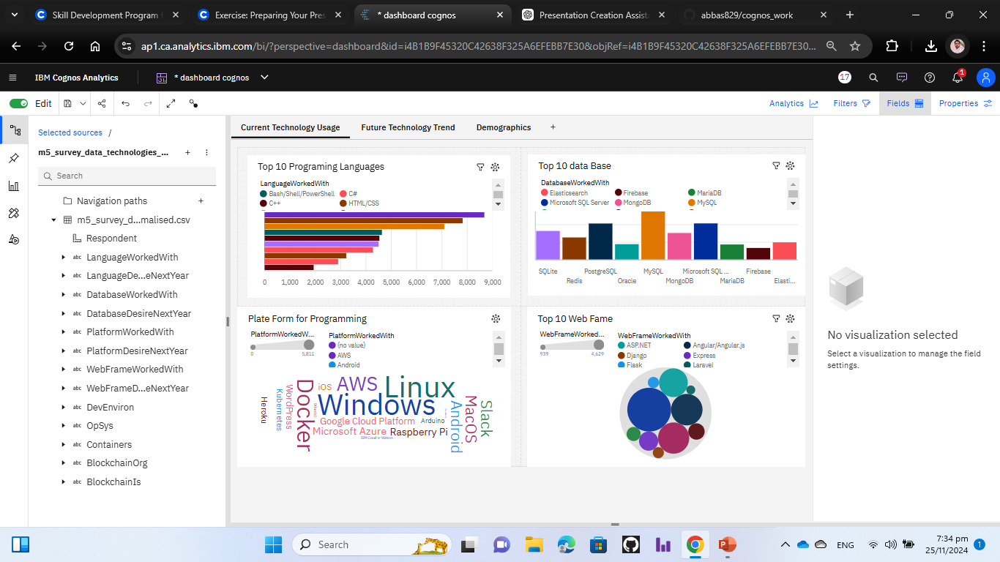 Skill Development Program f
Exercise: Preparing Your Pres
* dashboard cognos
Presentation Creation Assista
abbas829/cognos_work
ap1.ca.analytics.ibm.com/bi/?perspective=dashboard&id=i4B1B9F45320C42638F325A6EFEBB7E30&objRef=i4B1B9F45320C42638F325A6EFEBB7E30...
IBM Cognos Analytics
* dashboard cognos
17
1
Edit
Analytics
Filters
Fields
Properties
Selected sources /
m5_survey_data_technologies_...
Search
Navigation paths
m5_survey_d...malised.csv
Respondent
abc LanguageWorkedWith
abc LanguageDe...eNextYear
abc DatabaseWorkedWith
abc DatabaseDesireNextYear
abc PlatformWorkedWith
abc PlatformDesireNextYear
abc WebFrameWorkedWith
abc WebFrameD...eNextYear
abc DevEnviron
abc OpSys
abc Containers
abc BlockchainOrg
abc BlockchainIs
Current Technology Usage
Future Technology Trend
Demographics
Top 10 Programing Languages
LanguageWorkedWith
Bash/Shell/PowerShell C#
C++ HTML/CSS
0 1,000 2,000 3,000 4,000 5,000 6,000 7,000 8,000 9,000
Top 10 data Base
DatabaseWorkedWith
Elasticsearch Firebase MariaDB
Microsoft SQL Server MongoDB MySQL
SQLite PostgreSQL MySQL Microsoft SQL ... Firebase
Redis Oracle MongoDB MariaDB Elasti...
Plate Form for Programming
PlatformWorkedW...
0 5,811
PlatformWorkedWith
(no value)
AWS
Android
Heroku
Kubernetes
WordPress
Docker
iOS
AWS
Linux
Windows
Google Cloud Platform
Arduino
Microsoft Azure
Raspberry Pi
IBM Cloud or Watson
Android
MacOS
Slack
Top 10 Web Fame
WebFrameWorked...
939 4,629
WebFrameWorkedWith
ASP.NET Angular/Angular.js
Django Express
Flask Laravel
No visualization selected
Select a visualization to manage the field
settings.
Search
ENG
7:34 pm
25/11/2024
1